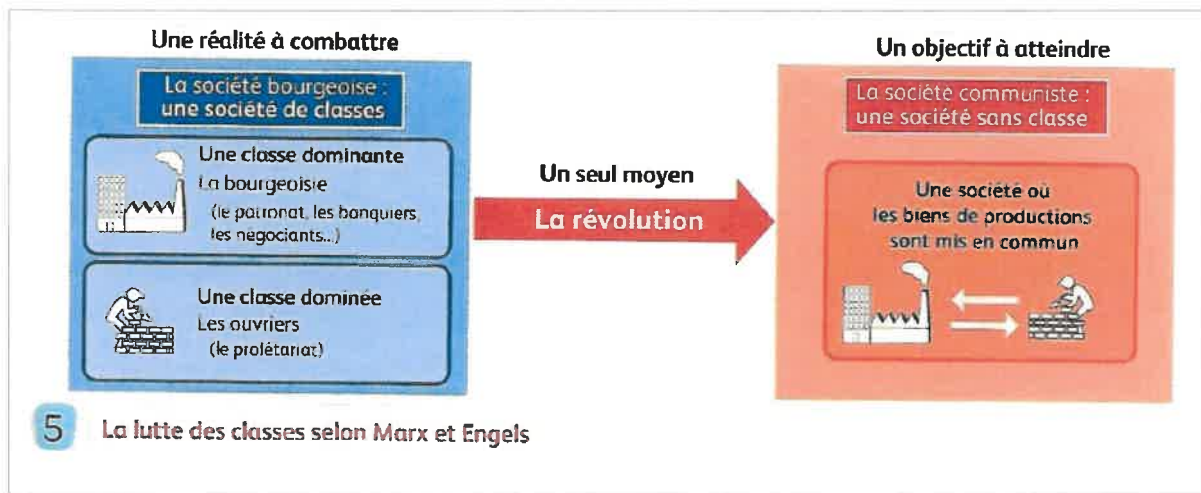 Une réalité à combattre
La société bourgeoise :
une société de classes
Une classe dominante
La bourgeoisie
(le patronat, les banquiers,
les négociants...)
Une classe dominée
Les ouvriers
(le prolétariat)
Un seul moyen
La révolution
Un objectif à atteindre
La société communiste :
une société sans classe
Une société où
les biens de productions
sont mis en commun
5 La lutte des classes selon Marx et Engels